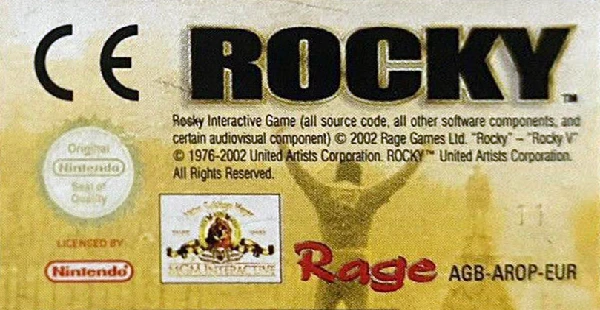 CE ROCKY™
Rocky Interactive Game (all source code, all other software components, and
certain audiovisual component) © 2002 Rage Games Ltd. "Rocky" – "Rocky V"
© 1976-2002 United Artists Corporation. ROCKY™ United Artists Corporation.
All Rights Reserved.
Original
Nintendo
Seal of
Quality
LICENSED BY
Nintendo
MGM INTERACTIVE
Rage
11
AGB-AROP-EUR